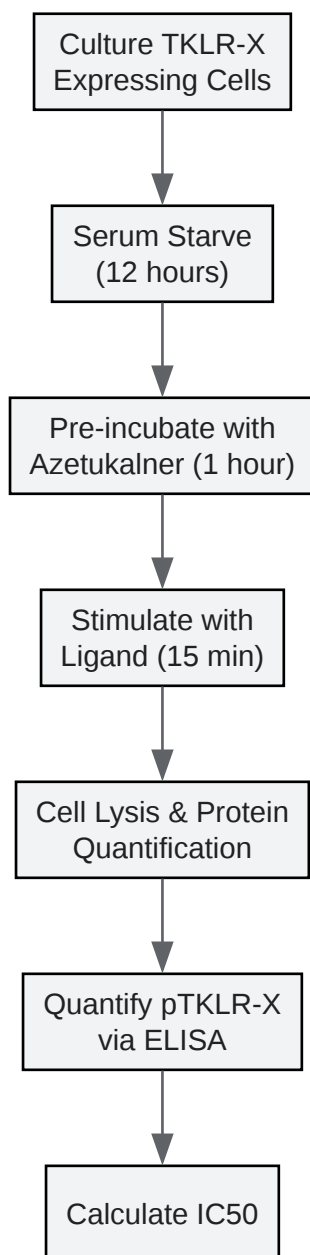 Culture TKLR-X
Expressing Cells
Serum Starve
(12 hours)
Pre-incubate with
Azetukalner (1 hour)
Stimulate with
Ligand (15 min)
Cell Lysis & Protein
Quantification
Quantify pTKLR-X
via ELISA
Calculate IC50